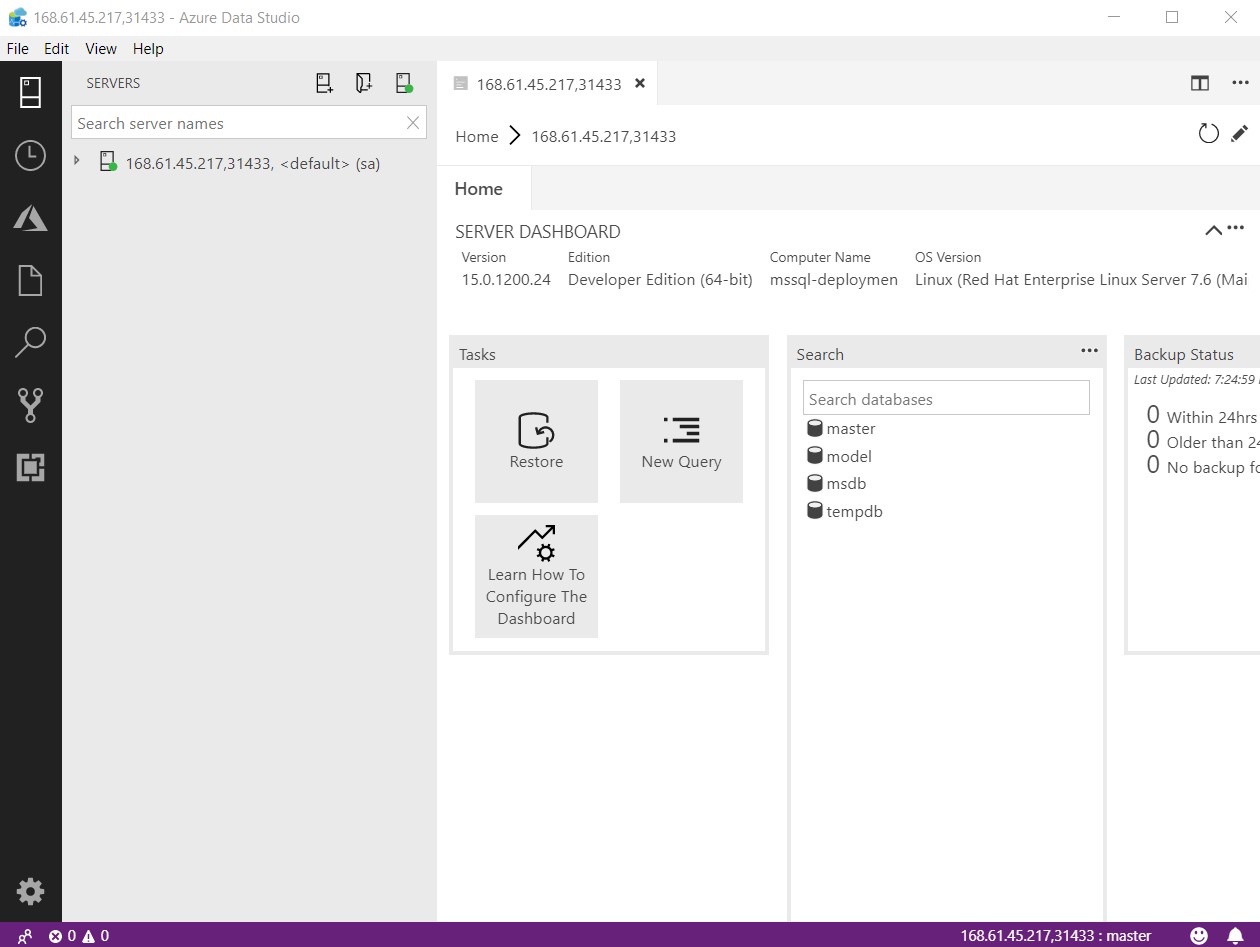 168.61.45.217,31433 - Azure Data Studio
File Edit View Help
SERVERS
Search server names
168.61.45.217,31433, <default> (sa)
168.61.45.217,31433
Home 168.61.45.217,31433
Home
SERVER DASHBOARD
Version Edition Computer Name OS Version
15.0.1200.24 Developer Edition (64-bit) mssql-deploymen Linux (Red Hat Enterprise Linux Server 7.6 (Mai
Tasks
Restore
New Query
Learn How To
Configure The
Dashboard
Search
Search databases
master
model
msdb
tempdb
Backup Status
Last Updated: 7:24:59
0 Within 24hrs
0 Older than 24
0 No backup fo
0 0 168.61.45.217,31433 : master